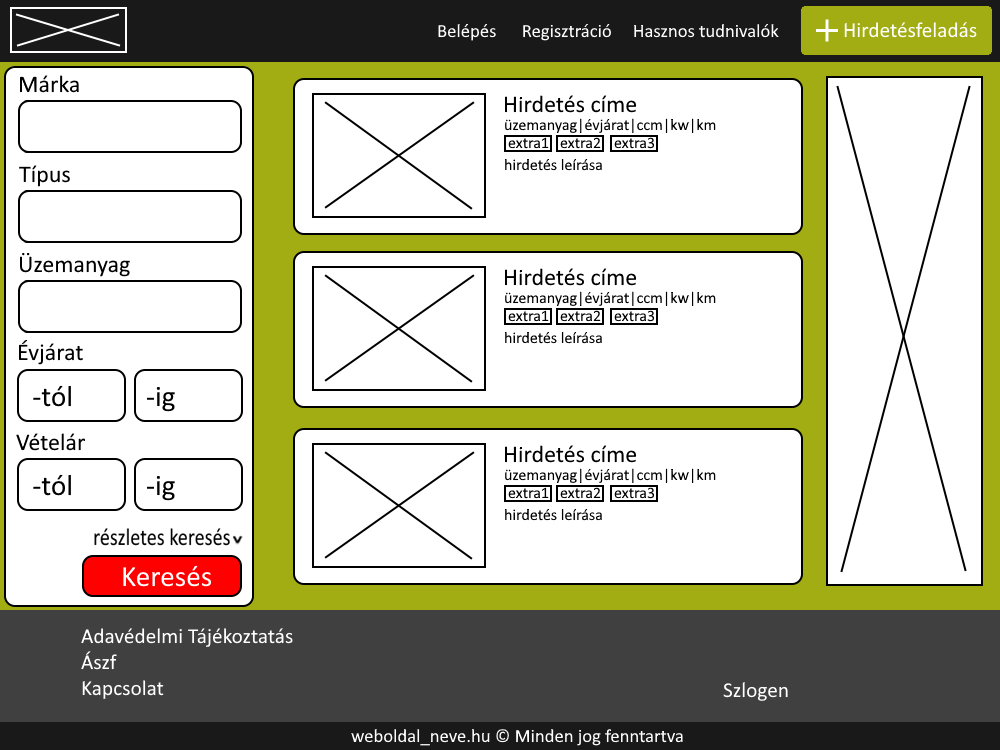 Belépés Regisztráció Hasznos tudnivalók + Hirdetésfeladás
Márka
Típus
Üzemanyag
Évjárat
-tól -ig
Vételár
-tól -ig
részletes keresés
Keresés
Hirdetés címe
üzemanyag|évjárat|ccm|kw|km
extra1 extra2 extra3
hirdetés leírása
Hirdetés címe
üzemanyag|évjárat|ccm|kw|km
extra1 extra2 extra3
hirdetés leírása
Hirdetés címe
üzemanyag|évjárat|ccm|kw|km
extra1 extra2 extra3
hirdetés leírása
Adavédelmi Tájékoztatás
Ászf
Kapcsolat
Szlogen
weboldal_neve.hu © Minden jog fenntartva